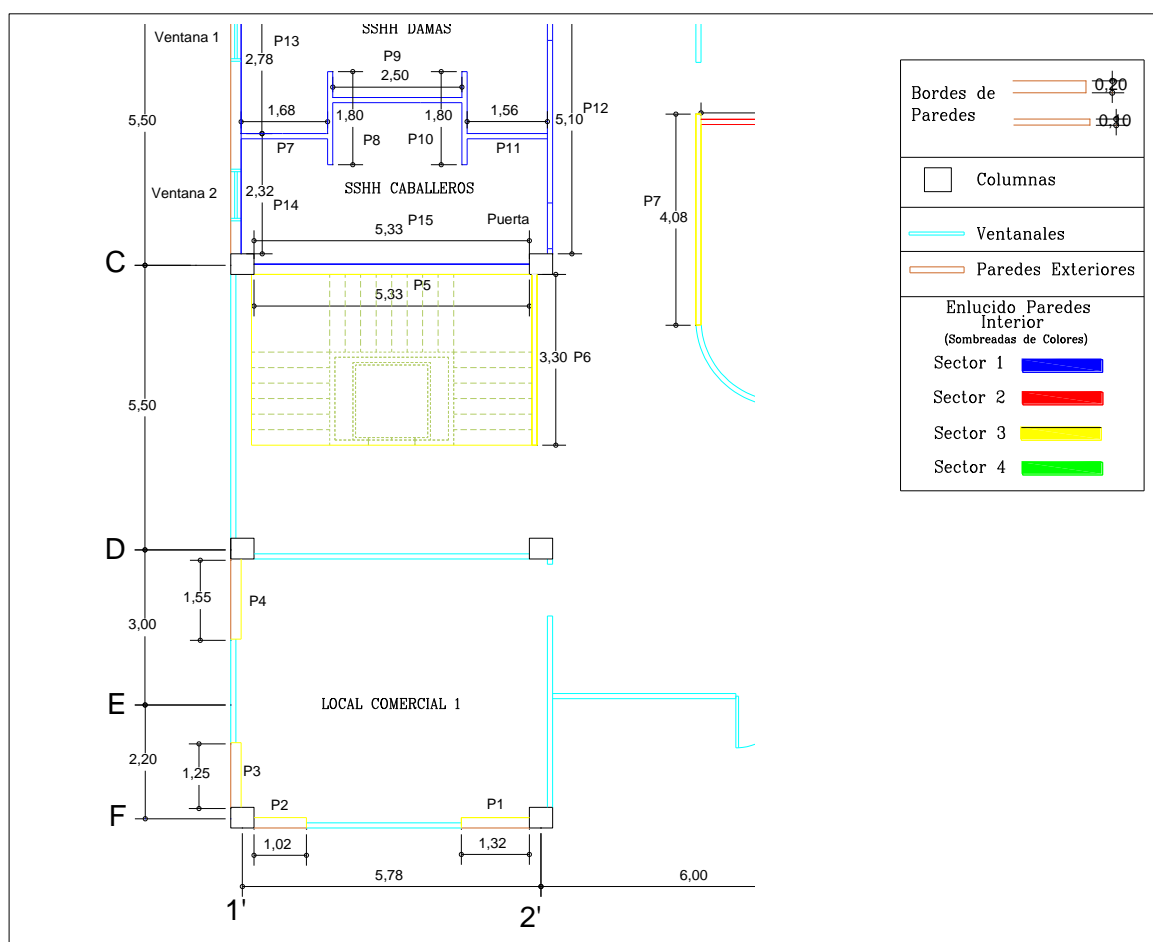 SSHH DAMAS
Ventana 1
P13
2,78
P9
2,50
5,50
1,68
1,80
1,80
1,56
P12
5,10
P7
P8
P10
P11
SSHH CABALLEROS
Ventana 2
2,32
P14
P15
Puerta
5,33
P7
4,08
C
P5
5,33
3,30
P6
5,50
D
1,55
P4
3,00
E
LOCAL COMERCIAL 1
2,20
1,25
P3
P2
P1
F
1,02
1,32
5,78
6,00
1'
2'
Bordes de
Paredes
0,20
0,10
Columnas
Ventanales
Paredes Exteriores
Enlucido Paredes
Interior
(Sombreadas de Colores)
Sector 1
Sector 2
Sector 3
Sector 4